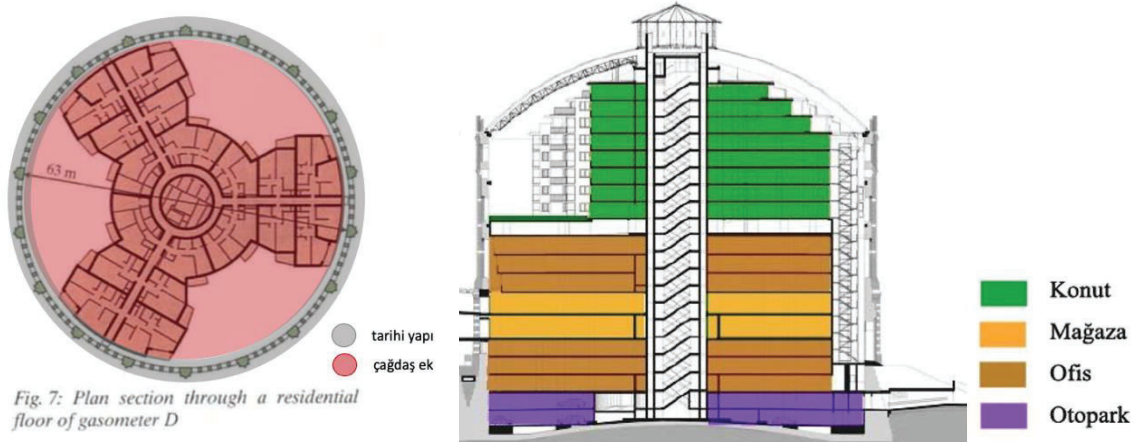 63 m
tarihi yapı
çağdaş ek
Fig. 7: Plan section through a residential
floor of gasometer D
Konut
Mağaza
Ofis
Otopark